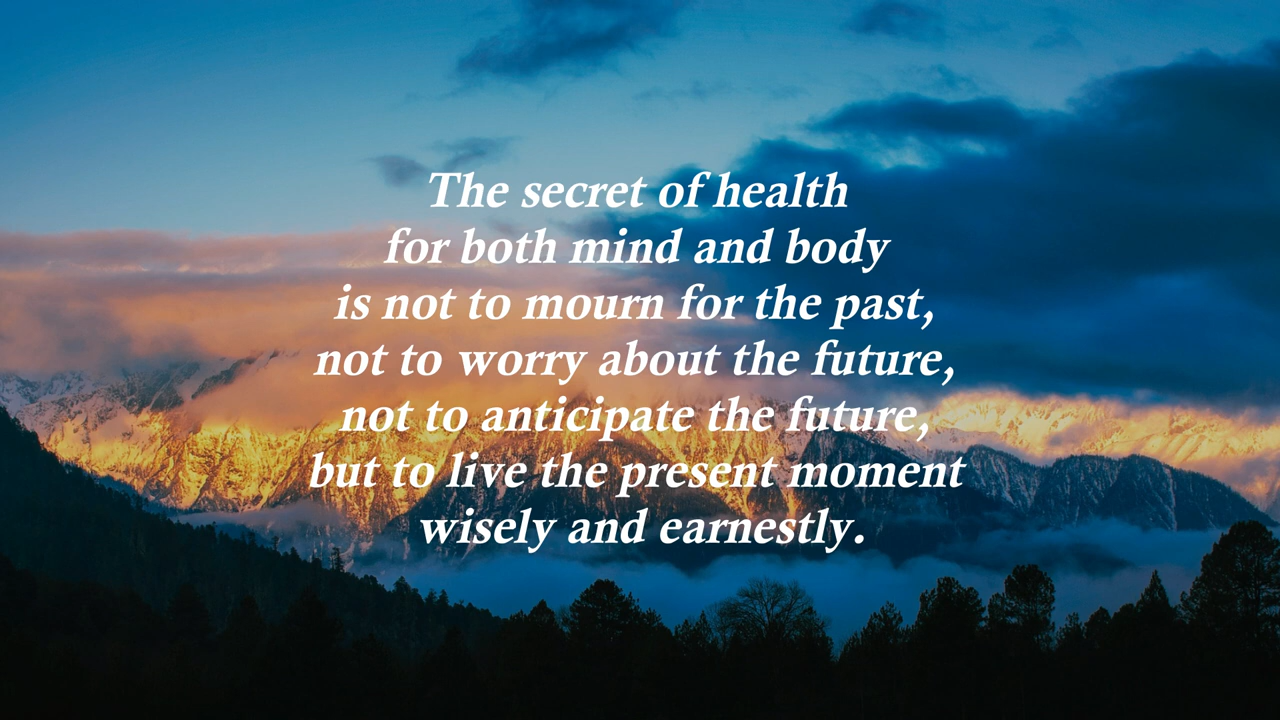 The secret of health
for both mind and body
is not to mourn for the past,
not to worry about the future,
not to anticipate the future,
but to live the present moment
wisely and earnestly.